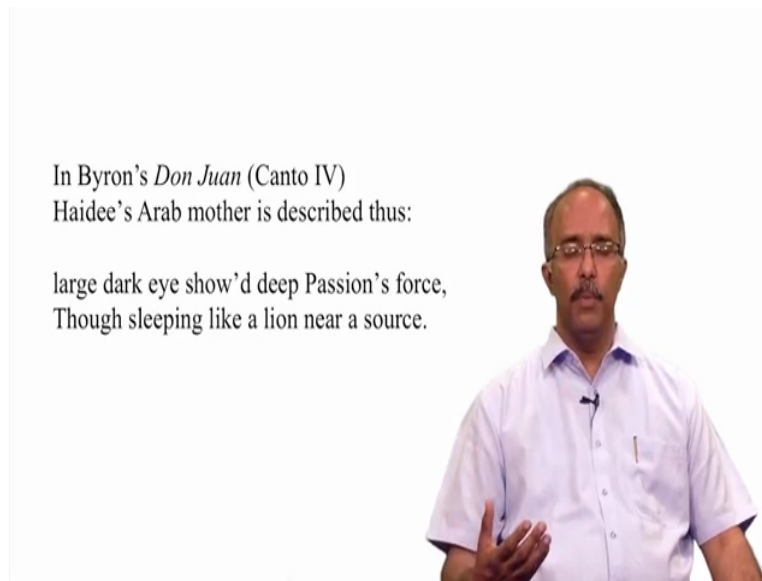 In Byron’s Don Juan (Canto IV)
Haidee’s Arab mother is described thus:
large dark eye show’d deep Passion’s force,
Though sleeping like a lion near a source.